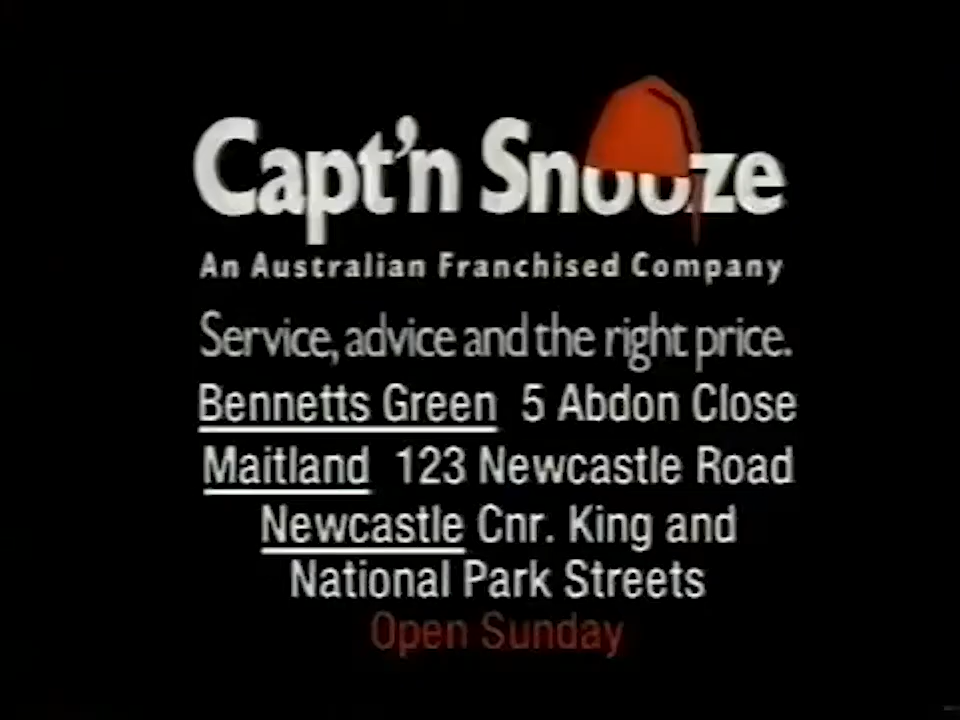 Capt'n Snooze
An Australian Franchised Company
Service, advice and the right price.
Bennetts Green 5 Abdon Close
Maitland 123 Newcastle Road
Newcastle Cnr. King and
National Park Streets
Open Sunday